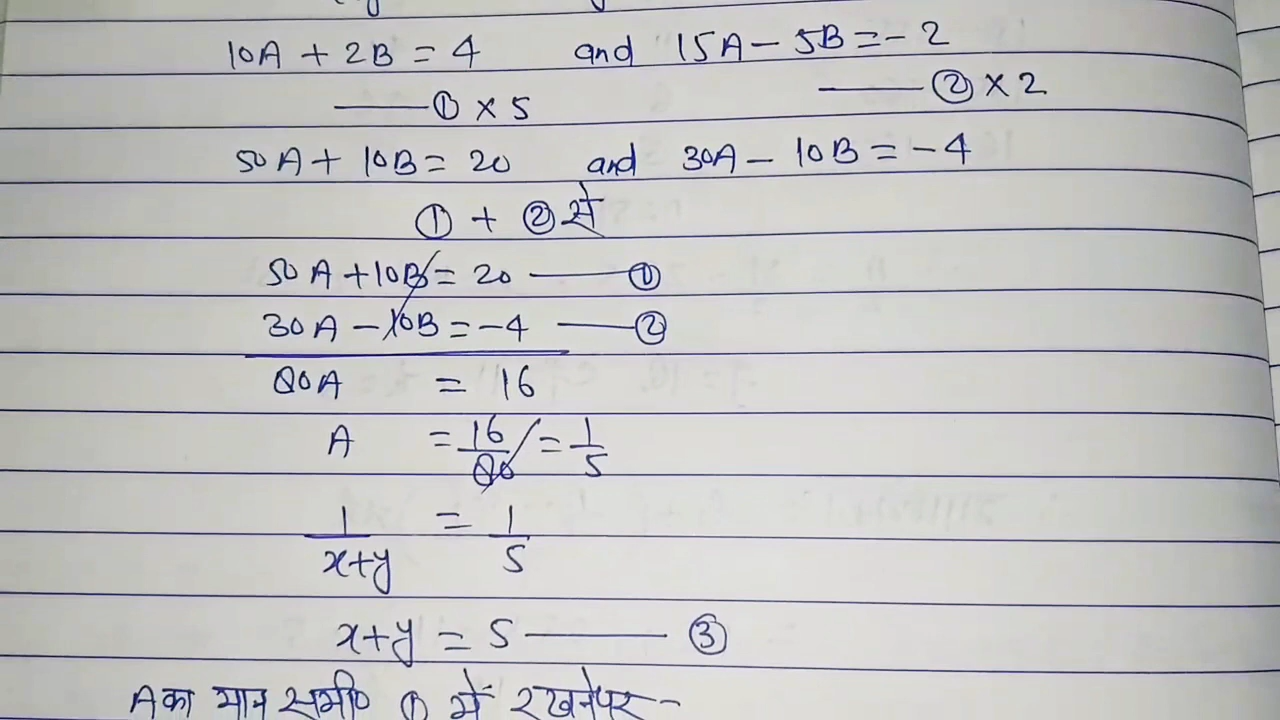 10A + 2B = 4 and 15A - 5B = - 2
——— ① × 5 ——— ② × 2
50A + 10B = 20 and 30A - 10B = - 4
① + ② से
50A + 10B = 20 ——— ①
30A - 10B = - 4 ——— ②
80A = 16
A = 16/80 = 1/5
1/x+y = 1/5
x+y = 5 ——— ③
A का मान समी० ① में रखने पर -